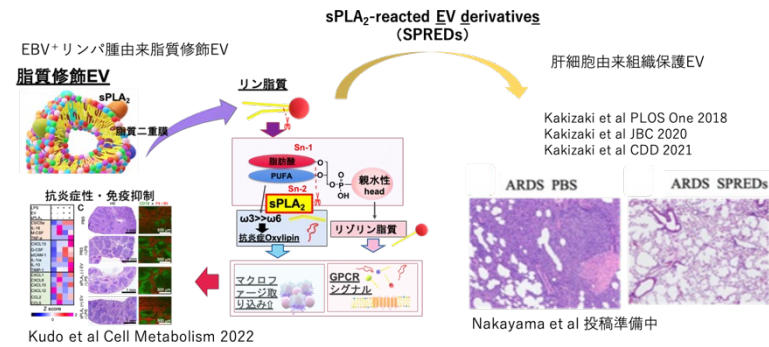 sPLA₂-reacted EV derivatives
（SPREDs）
EBV⁺リンパ腫由来脂質修飾EV
脂質修飾EV
sPLA₂
脂質二重膜
リン脂質
肝細胞由来組織保護EV
Kakizaki et al PLOS One 2018
Kakizaki et al JBC 2020
Kakizaki et al CDD 2021
Sn-1
脂肪酸
PUFA
Sn-2
sPLA₂
O
O
O
P
O
OH
親水性
head
ω3>>ω6
抗炎症Oxylipin
リゾリン脂質
マクロフ
ァージ取
り込み⇧
GPCR
シグナル
抗炎症性・免疫抑制
LPS
EV
sPLA₂
C
PBS
Z score
Kudo et al Cell Metabolism 2022
ARDS PBS
ARDS SPREDs
Nakayama et al 投稿準備中